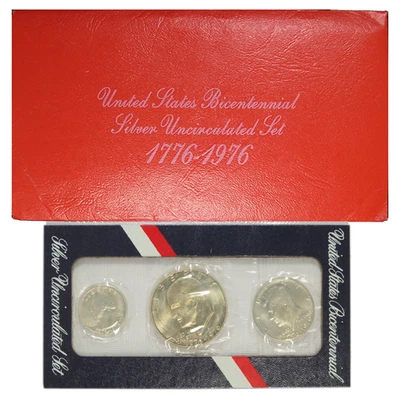 United States Bicentennial
Silver Uncirculated Set
1776-1976
Silver Uncirculated Set
United States Bicentennial